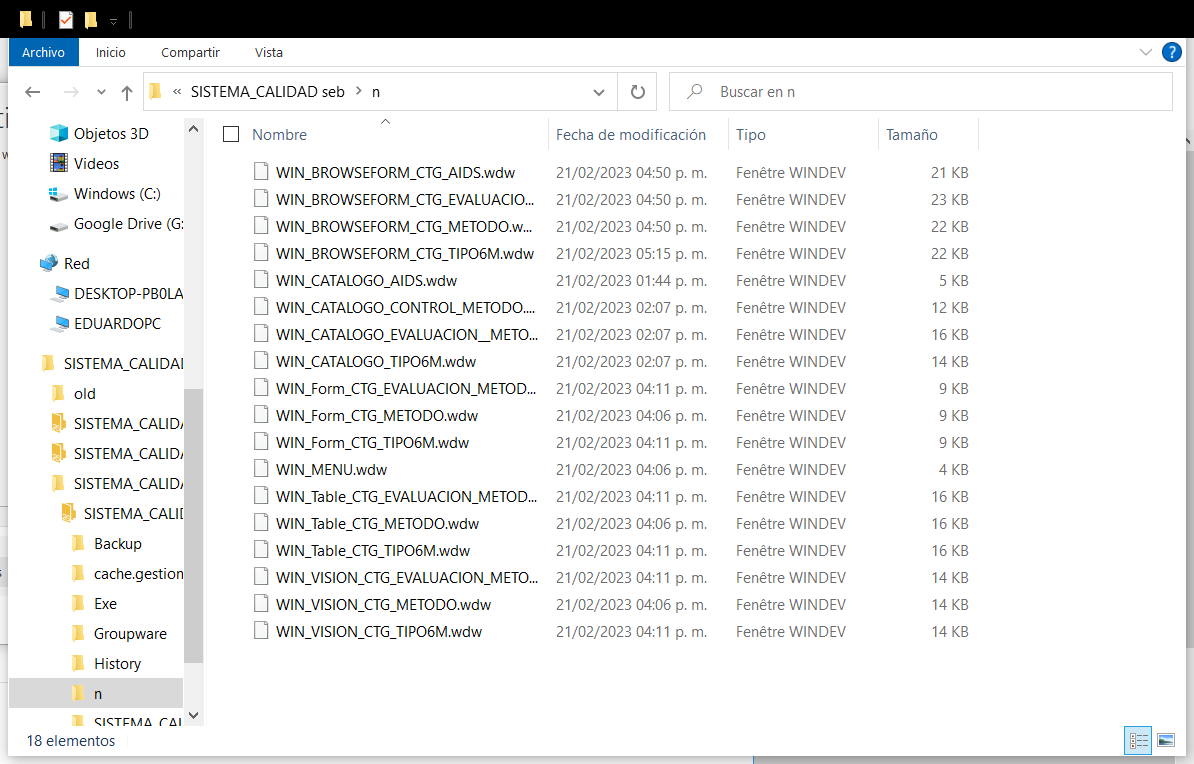 Archivo Inicio Compartir Vista
« SISTEMA_CALIDAD seb > n
Buscar en n
Objetos 3D
Videos
Windows (C:)
Google Drive (G:
Red
DESKTOP-PB0LA
EDUARDOPC
SISTEMA_CALIDAI
old
SISTEMA_CALIDA
SISTEMA_CALIDA
SISTEMA_CALIDA
SISTEMA_CALID
Backup
cache.gestion
Exe
Groupware
History
n
SISTEMA_CAL
Nombre Fecha de modificación Tipo Tamaño
WIN_BROWSEFORM_CTG_AIDS.wdw 21/02/2023 04:50 p. m. Fenêtre WINDEV 21 KB
WIN_BROWSEFORM_CTG_EVALUACIO... 21/02/2023 04:50 p. m. Fenêtre WINDEV 23 KB
WIN_BROWSEFORM_CTG_METODO.w... 21/02/2023 04:50 p. m. Fenêtre WINDEV 22 KB
WIN_BROWSEFORM_CTG_TIPO6M.wdw 21/02/2023 05:15 p. m. Fenêtre WINDEV 22 KB
WIN_CATALOGO_AIDS.wdw 21/02/2023 01:44 p. m. Fenêtre WINDEV 5 KB
WIN_CATALOGO_CONTROL_METODO.... 21/02/2023 02:07 p. m. Fenêtre WINDEV 12 KB
WIN_CATALOGO_EVALUACION__METO... 21/02/2023 02:07 p. m. Fenêtre WINDEV 16 KB
WIN_CATALOGO_TIPO6M.wdw 21/02/2023 02:07 p. m. Fenêtre WINDEV 14 KB
WIN_Form_CTG_EVALUACION_METOD... 21/02/2023 04:11 p. m. Fenêtre WINDEV 9 KB
WIN_Form_CTG_METODO.wdw 21/02/2023 04:06 p. m. Fenêtre WINDEV 9 KB
WIN_Form_CTG_TIPO6M.wdw 21/02/2023 04:11 p. m. Fenêtre WINDEV 9 KB
WIN_MENU.wdw 21/02/2023 04:06 p. m. Fenêtre WINDEV 4 KB
WIN_Table_CTG_EVALUACION_METOD... 21/02/2023 04:11 p. m. Fenêtre WINDEV 16 KB
WIN_Table_CTG_METODO.wdw 21/02/2023 04:06 p. m. Fenêtre WINDEV 16 KB
WIN_Table_CTG_TIPO6M.wdw 21/02/2023 04:11 p. m. Fenêtre WINDEV 16 KB
WIN_VISION_CTG_EVALUACION_METO... 21/02/2023 04:11 p. m. Fenêtre WINDEV 14 KB
WIN_VISION_CTG_METODO.wdw 21/02/2023 04:06 p. m. Fenêtre WINDEV 14 KB
WIN_VISION_CTG_TIPO6M.wdw 21/02/2023 04:11 p. m. Fenêtre WINDEV 14 KB
18 elementos